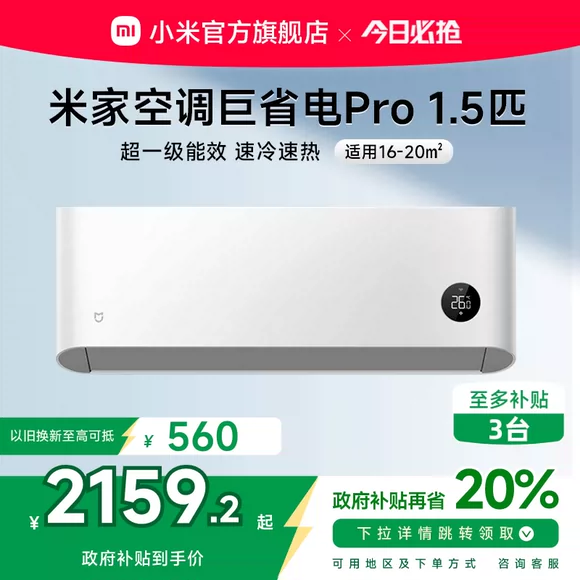 小米官方旗舰店 × 今日必抢
米家空调巨省电Pro 1.5匹
超一级能效 速冷速热 适用16-20m²
26℃
至多补贴
3台
以旧换新至高可抵 ¥ 560
¥2159.2 起
政府补贴到手价
政府补贴再省 20%
下拉详情跳转领取
可用地区及下单方式 咨询客服